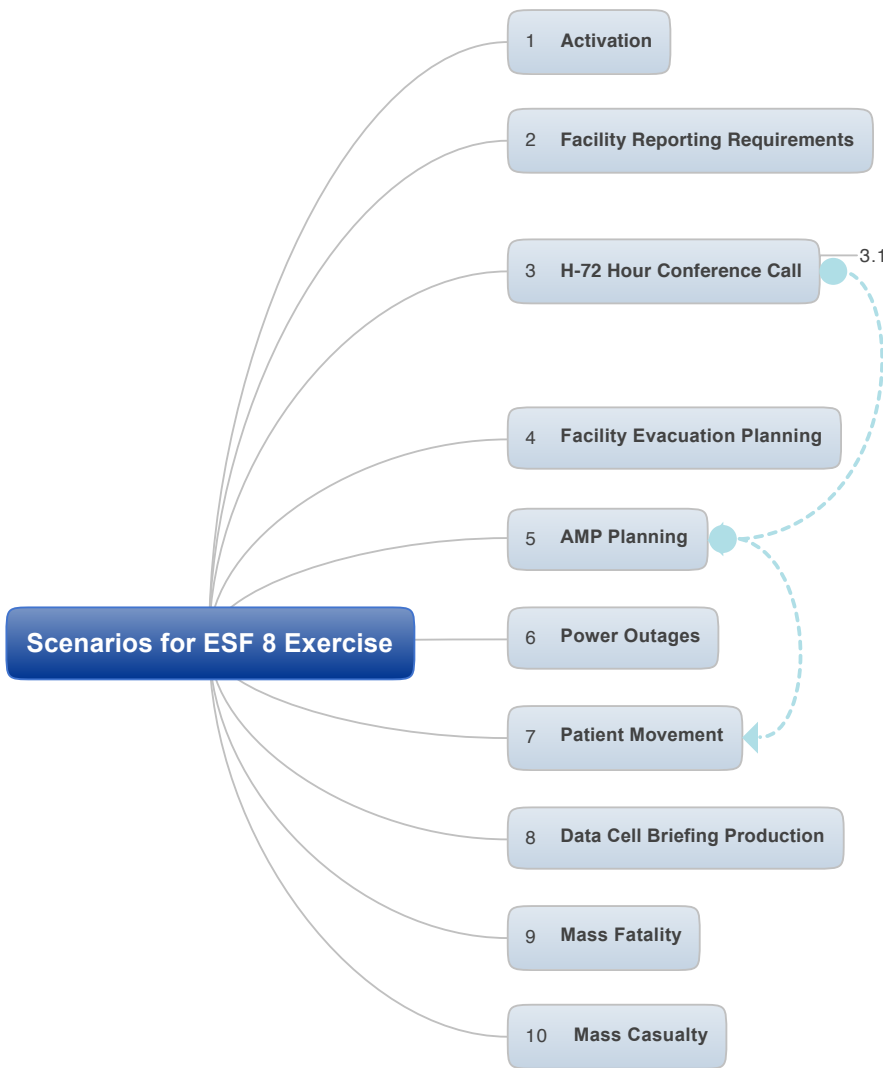 1 Activation
2 Facility Reporting Requirements
3 H-72 Hour Conference Call
3.1
4 Facility Evacuation Planning
5 AMP Planning
6 Power Outages
Scenarios for ESF 8 Exercise
7 Patient Movement
8 Data Cell Briefing Production
9 Mass Fatality
10 Mass Casualty